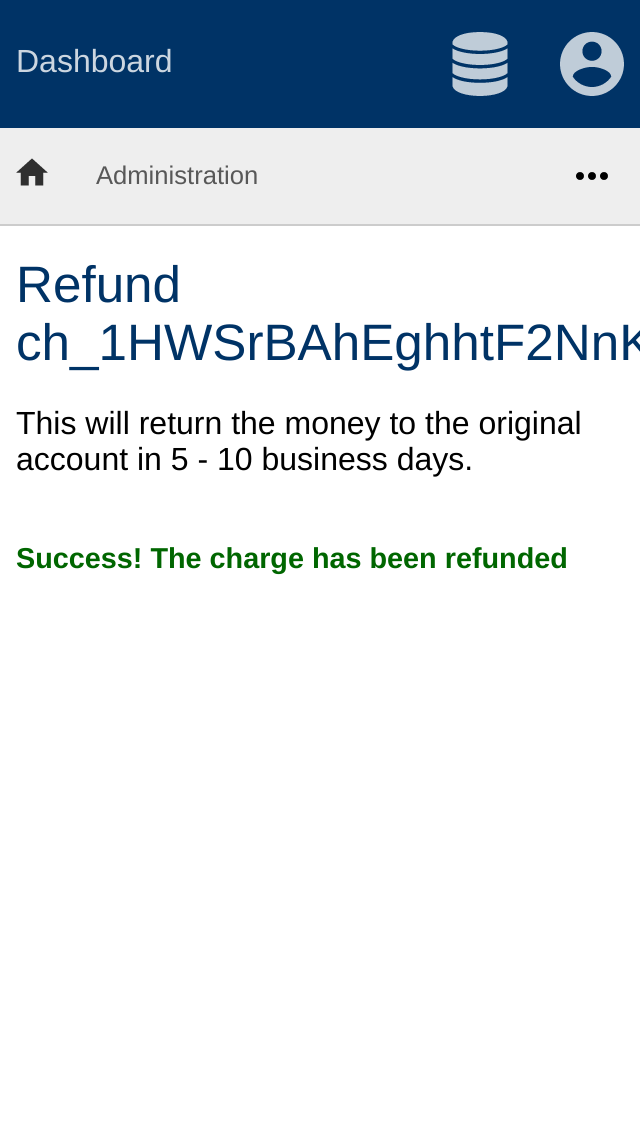 Dashboard
Administration
Refund
ch_1HWSrBAhEghhtF2NnK
This will return the money to the original
account in 5 - 10 business days.
Success! The charge has been refunded